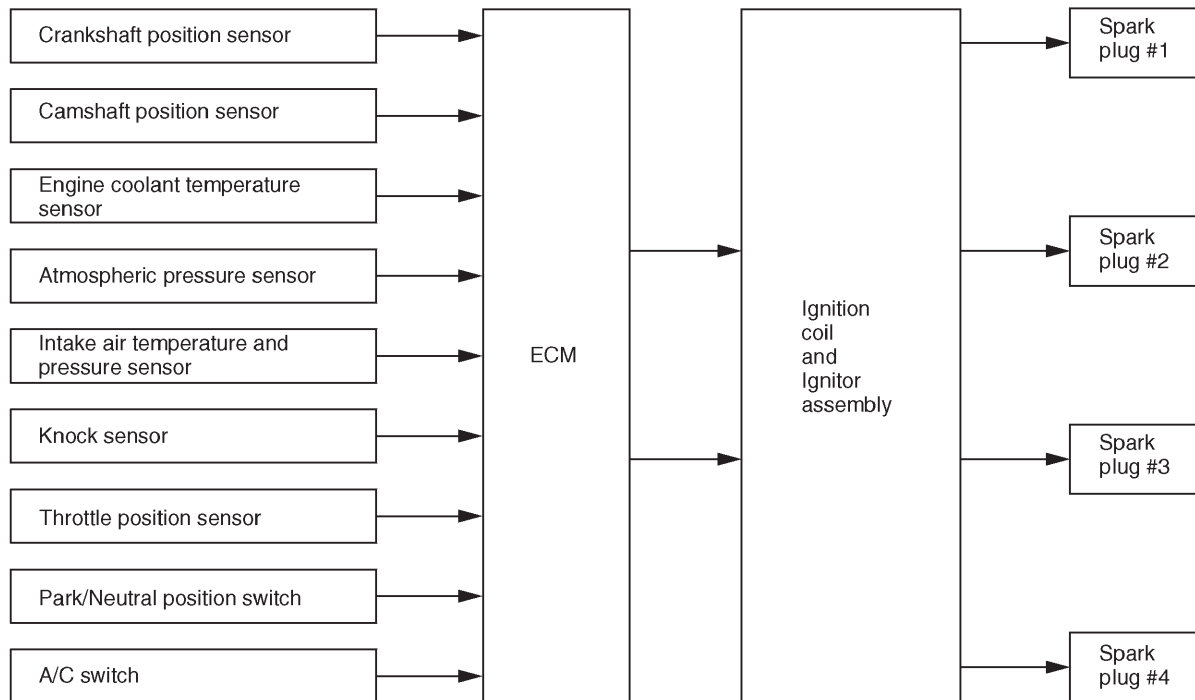 Crankshaft position sensor
Camshaft position sensor
Engine coolant temperature
sensor
Atmospheric pressure sensor
Intake air temperature and
pressure sensor
Knock sensor
Throttle position sensor
Park/Neutral position switch
A/C switch
ECM
Ignition
coil
and
Ignitor
assembly
Spark
plug #1
Spark
plug #2
Spark
plug #3
Spark
plug #4